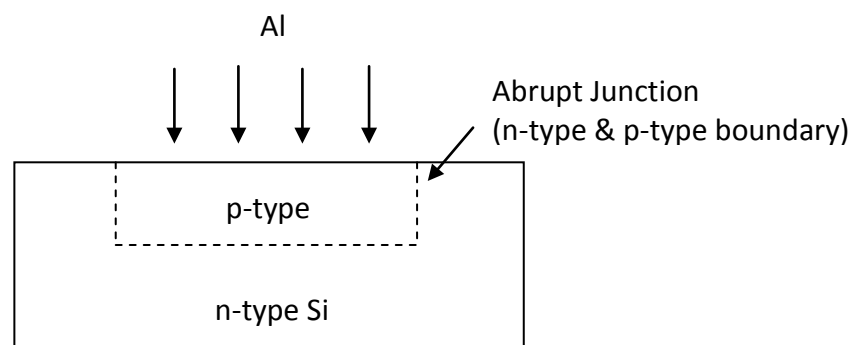 Al
Abrupt Junction
(n-type & p-type boundary)
p-type
n-type Si